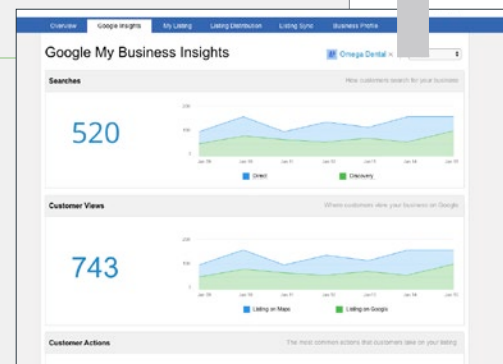 Overview Google Insights My Listing Listing Distribution Listing Sync Business Profile
Google My Business Insights
Omega Dental ×
Searches How customers search for your business
520
Direct Discovery
Customer Views Where customers view your business on Google
743
Listing on Maps Listing on Google
Customer Actions The most common actions that customers take on your listing